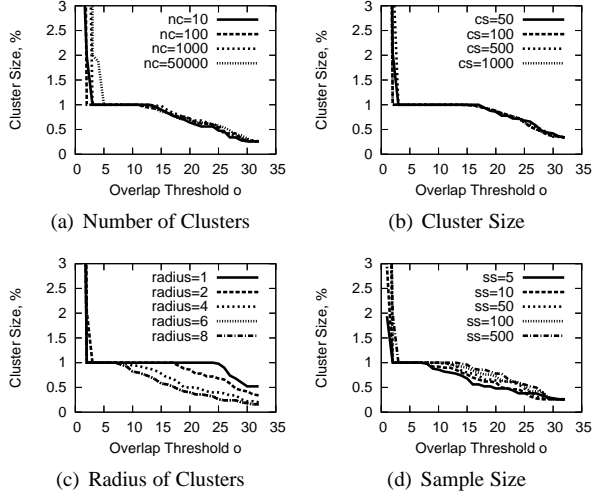 Cluster Size, %
3
2.5
2
1.5
1
0.5
0
nc=10
nc=100
nc=1000
nc=50000
0 5 10 15 20 25 30 35
Overlap Threshold o
(a) Number of Clusters
Cluster Size, %
3
2.5
2
1.5
1
0.5
0
cs=50
cs=100
cs=500
cs=1000
0 5 10 15 20 25 30 35
Overlap Threshold o
(b) Cluster Size
Cluster Size, %
3
2.5
2
1.5
1
0.5
0
radius=1
radius=2
radius=4
radius=6
radius=8
0 5 10 15 20 25 30 35
Overlap Threshold o
(c) Radius of Clusters
Cluster Size, %
3
2.5
2
1.5
1
0.5
0
ss=5
ss=10
ss=50
ss=100
ss=500
0 5 10 15 20 25 30 35
Overlap Threshold o
(d) Sample Size